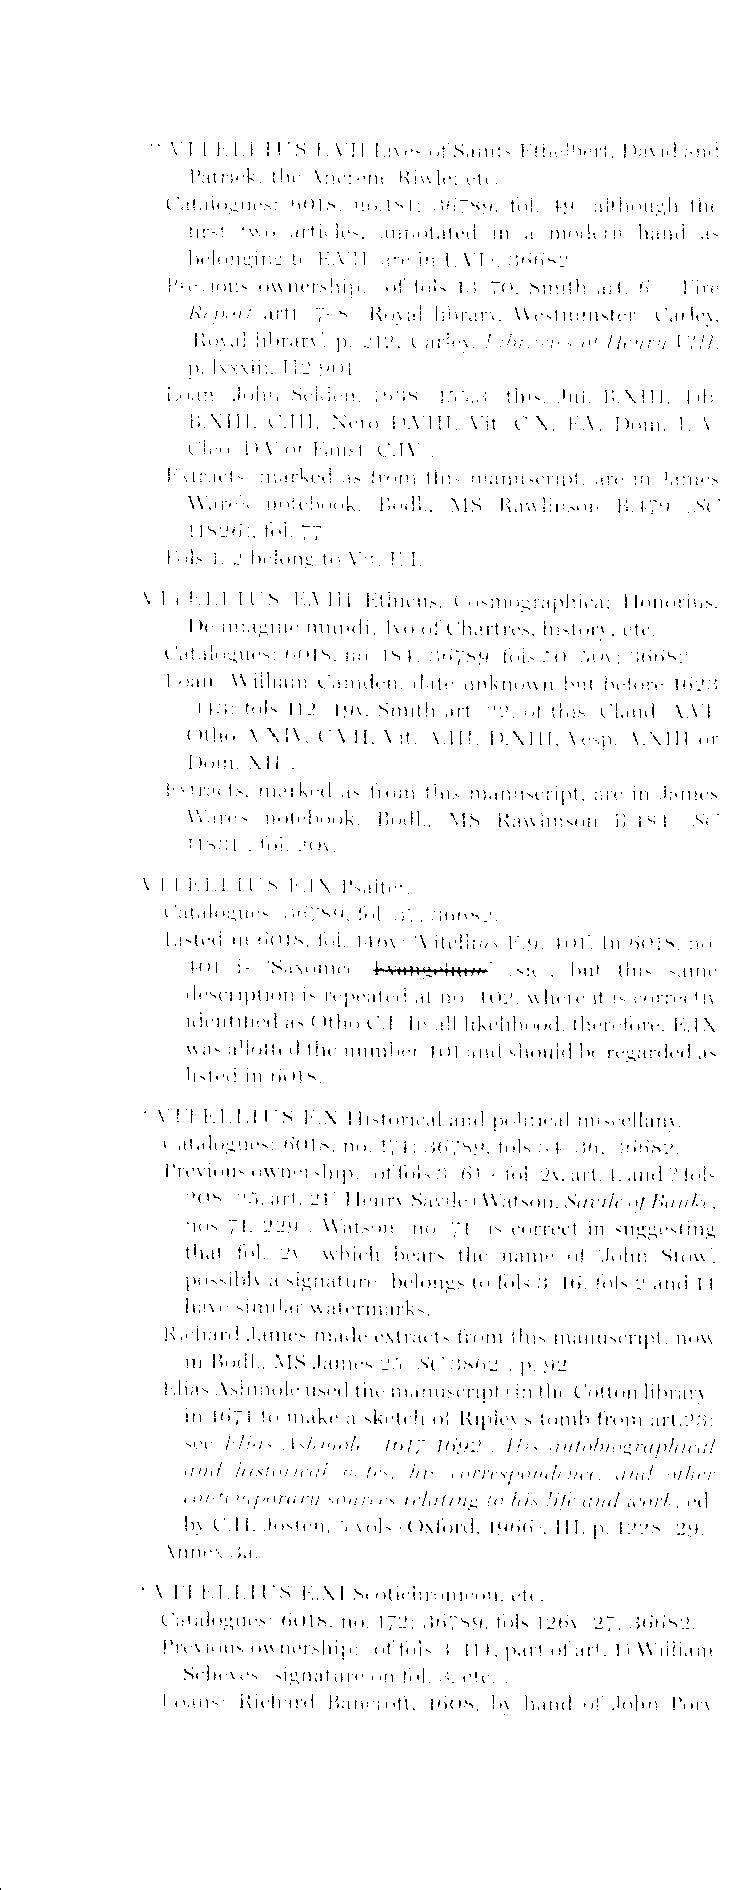 * VITELLIUS E.VII Lives of Saints Ethelbert, David and
Patrick, the Ancrene Riwle; etc.
Catalogues: 6018, no.181; 36789, fol. 49 although the
first two articles, annotated in a modern hand as
belonging to E.VII, are in 36682.
Previous ownership: of fols 13-70, Smith art. 6 Fire
Report arts 7-8 Royal library, Westminster Carley,
'Royal library', p. 212, Carley, Libraries of Henry VIII,
p. lxxxiii, H2.901
Loan: John Selden, 1638- this, Jul. B.XIII, Tib.
B.XIII, C.III, Nero D.VIII, Vit. C.X, E.V, Dom. I, V
Cleo. D.V or Faust. C.IV
Extracts, marked as from this manuscript, are in James
Ware's notebook, Bodl., MS Rawlinson B.479 (SC
11826), fol. 77
Fols 1, 2 belong to E.I.
VITELLIUS E.VIII Ethicus, Cosmographica; Honorius,
De imagine mundi, Ivo of Chartres, history, etc.
Catalogues: 6018, no. 184; 36789, fols 50-50v; 36682
Loan: William Camden, date unknown but before 1623
fols 112-19v, Smith art. 22, of this, Claud. A.VI,
Otho A.XIV, C.VII, Vit. A.III, D.XIII, Vesp. A.XIII or
Dom. XII
Extracts, marked as from this manuscript, are in James
Ware's notebook, Bodl., MS Rawlinson B.484 (SC
11831), fol. 20v.
VITELLIUS E.IX Psalter.
Catalogues: 36789, fol. 37, 36682.
Listed in 6018, fol. 146v: 'Vitellius E.9, 401'. In 6018, no.
401 is 'Saxonice Evangelium' (sic), but this same
description is repeated at no. 402, where it is correctly
identified as Otho C.I. In all likelihood, therefore, E.IX
was allotted the number 401 and should be regarded as
listed in 6018.
* VITELLIUS E.X Historical and political miscellany.
Catalogues: 6018, no. 174; 36789, fols 34-36, 36682.
Previous ownership: of fols 3-61 + fol. 2v, art. 1, and ?fols
208-25, art. 21) Henry Savile (Watson, Savile of Banke,
nos 71, 229). Watson (no. 71) is correct in suggesting
that fol. 2v (which bears the name of 'John Stow',
possibly a signature) belongs to fols 3-16, fols 2 and 14
have similar watermarks.
Richard James made extracts from this manuscript, now
in Bodl., MS James 25 (SC 3862), p. 92
Elias Ashmole used the manuscript (in the Cotton library)
in 1671 to make a sketch of Ripley's tomb from art.23:
see Elias Ashmole (1617-1692). His autobiographical
and historical notes, his correspondence, and other
contemporary sources relating to his life and work, ed.
by C.H. Josten, 5 vols (Oxford, 1966), III, p. 1228-29.
Annex 3a.
* VITELLIUS E.XI Scotichronicon, etc.
Catalogues: 6018, no. 172; 36789, fols 126v-27, 36682.
Previous ownership: (of fols 3-114, part of art. 1) William
Scheves (signature on fol. 3, etc.).
Loans: Richard Bancroft, 1608, by hand of John Pory